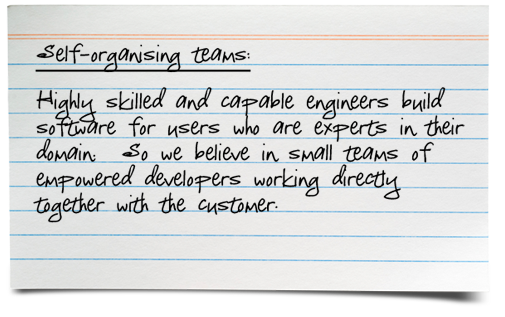 Self-organising teams:
Highly skilled and capable engineers build
software for users who are experts in their
domain. So we believe in small teams of
empowered developers working directly
together with the customer.